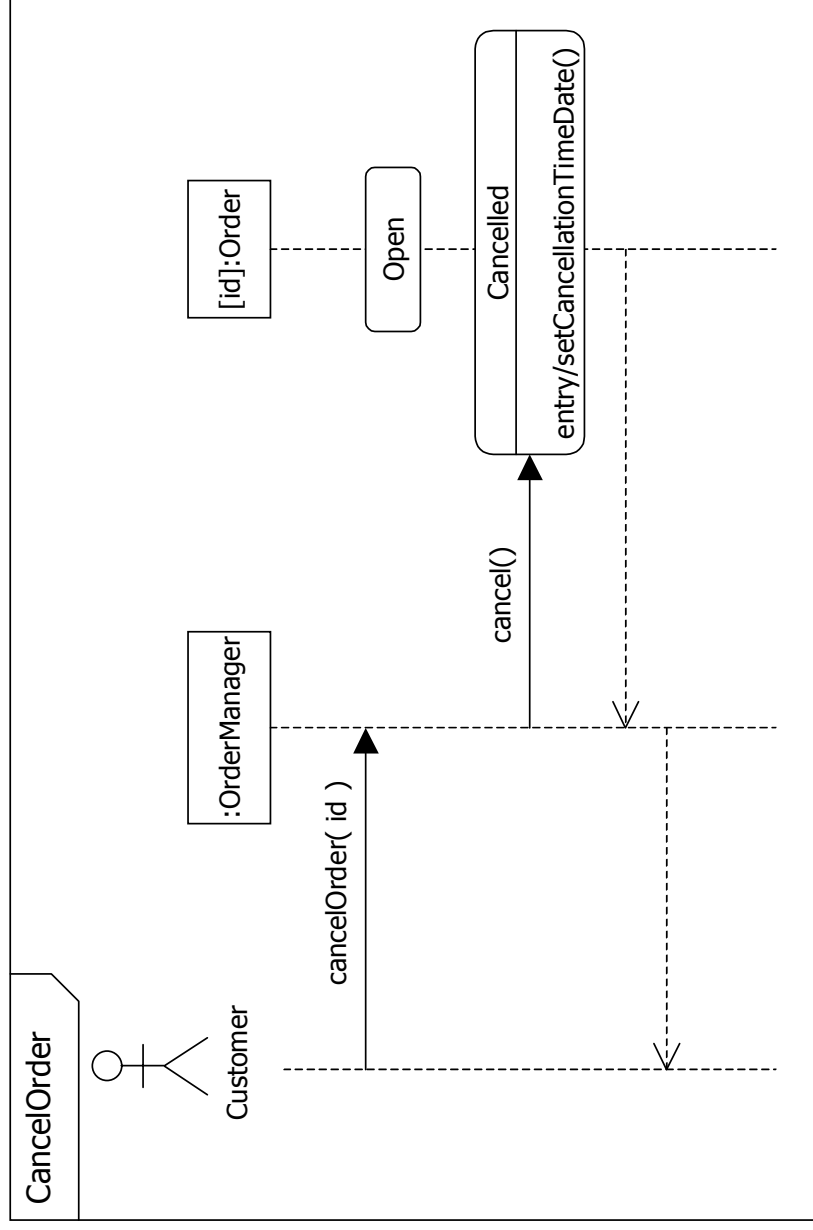 CancelOrder
Customer
:OrderManager
[id]:Order
cancelOrder( id )
Open
cancel()
Cancelled
entry/setCancellationTimeDate()